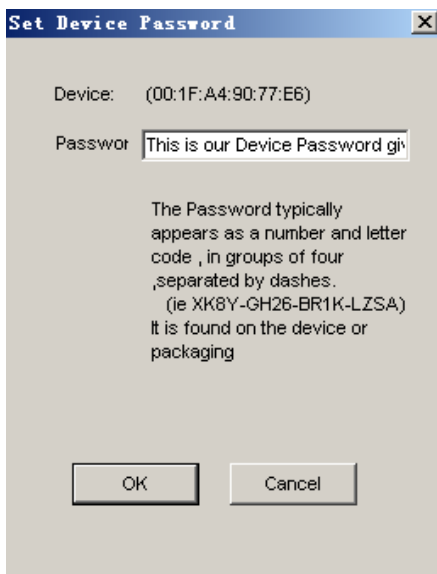 Set Device Password
Device: (00:1F:A4:90:77:E6)
Passwor This is our Device Password giv
The Password typically
appears as a number and letter
code , in groups of four
,separated by dashes.
(ie XK8Y-GH26-BR1K-LZSA)
It is found on the device or
packaging
OK Cancel